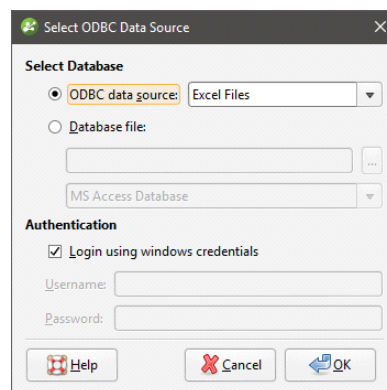 Select ODBC Data Source
Select Database
ODBC data source: Excel Files
Database file:
...
MS Access Database
Authentication
Login using windows credentials
Username:
Password:
Help Cancel OK